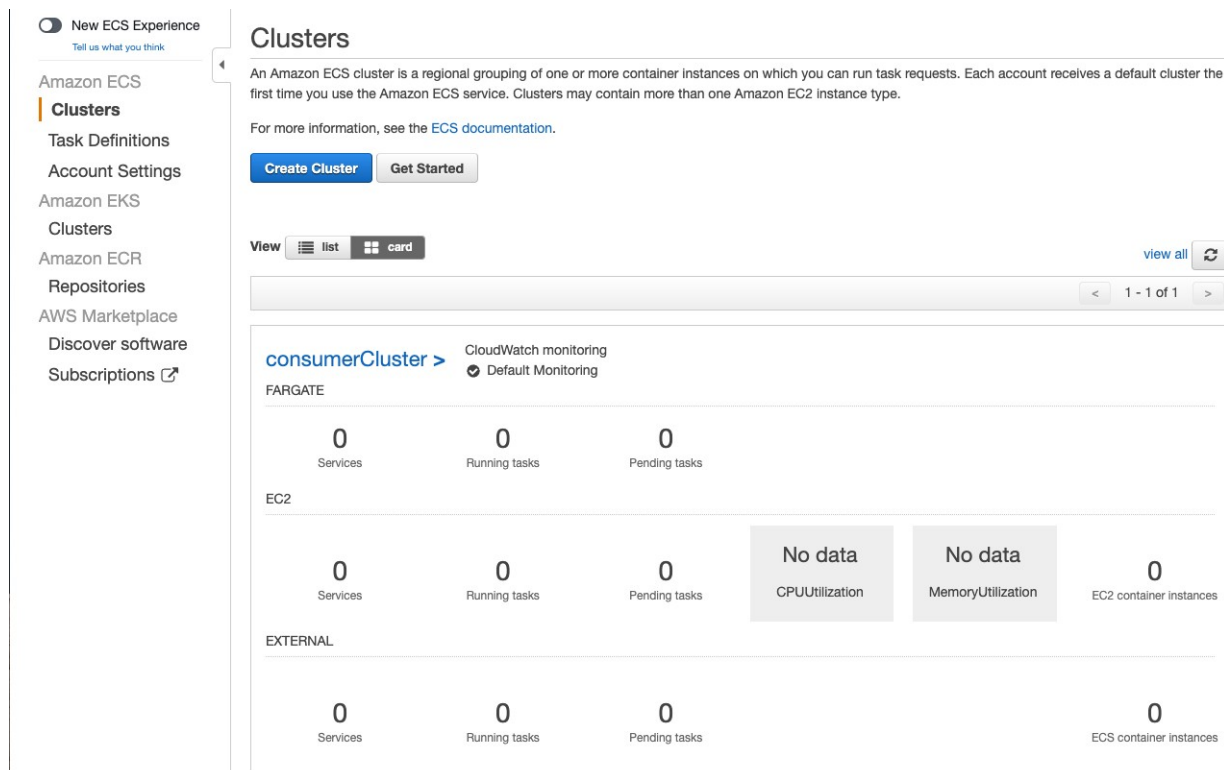 New ECS Experience
Tell us what you think
Amazon ECS
Clusters
Task Definitions
Account Settings
Amazon EKS
Clusters
Amazon ECR
Repositories
AWS Marketplace
Discover software
Subscriptions
Clusters
An Amazon ECS cluster is a regional grouping of one or more container instances on which you can run task requests. Each account receives a default cluster the
first time you use the Amazon ECS service. Clusters may contain more than one Amazon EC2 instance type.
For more information, see the ECS documentation.
Create Cluster Get Started
View list card
view all
< 1 - 1 of 1 >
consumerCluster >
CloudWatch monitoring
Default Monitoring
FARGATE
0 0 0
Services Running tasks Pending tasks
EC2
0 0 0 No data No data 0
Services Running tasks Pending tasks CPUUtilization MemoryUtilization EC2 container instances
EXTERNAL
0 0 0 0
Services Running tasks Pending tasks ECS container instances